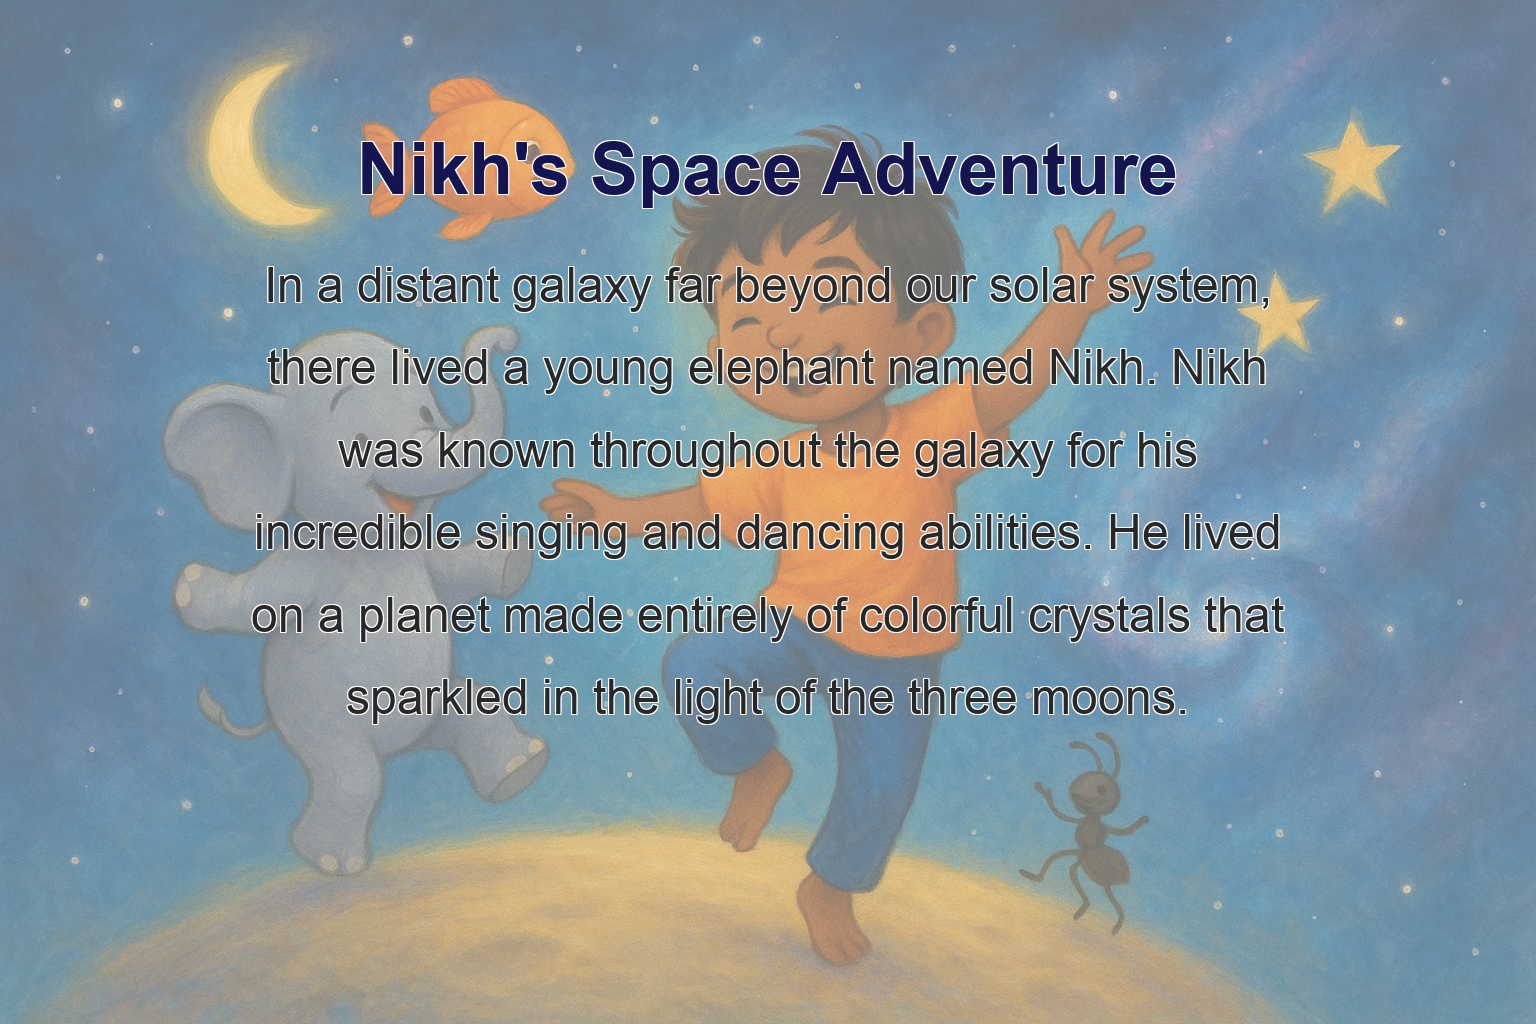 Nikh's Space Adventure
In a distant galaxy far beyond our solar system,
there lived a young elephant named Nikh. Nikh
was known throughout the galaxy for his
incredible singing and dancing abilities. He lived
on a planet made entirely of colorful crystals that
sparkled in the light of the three moons.